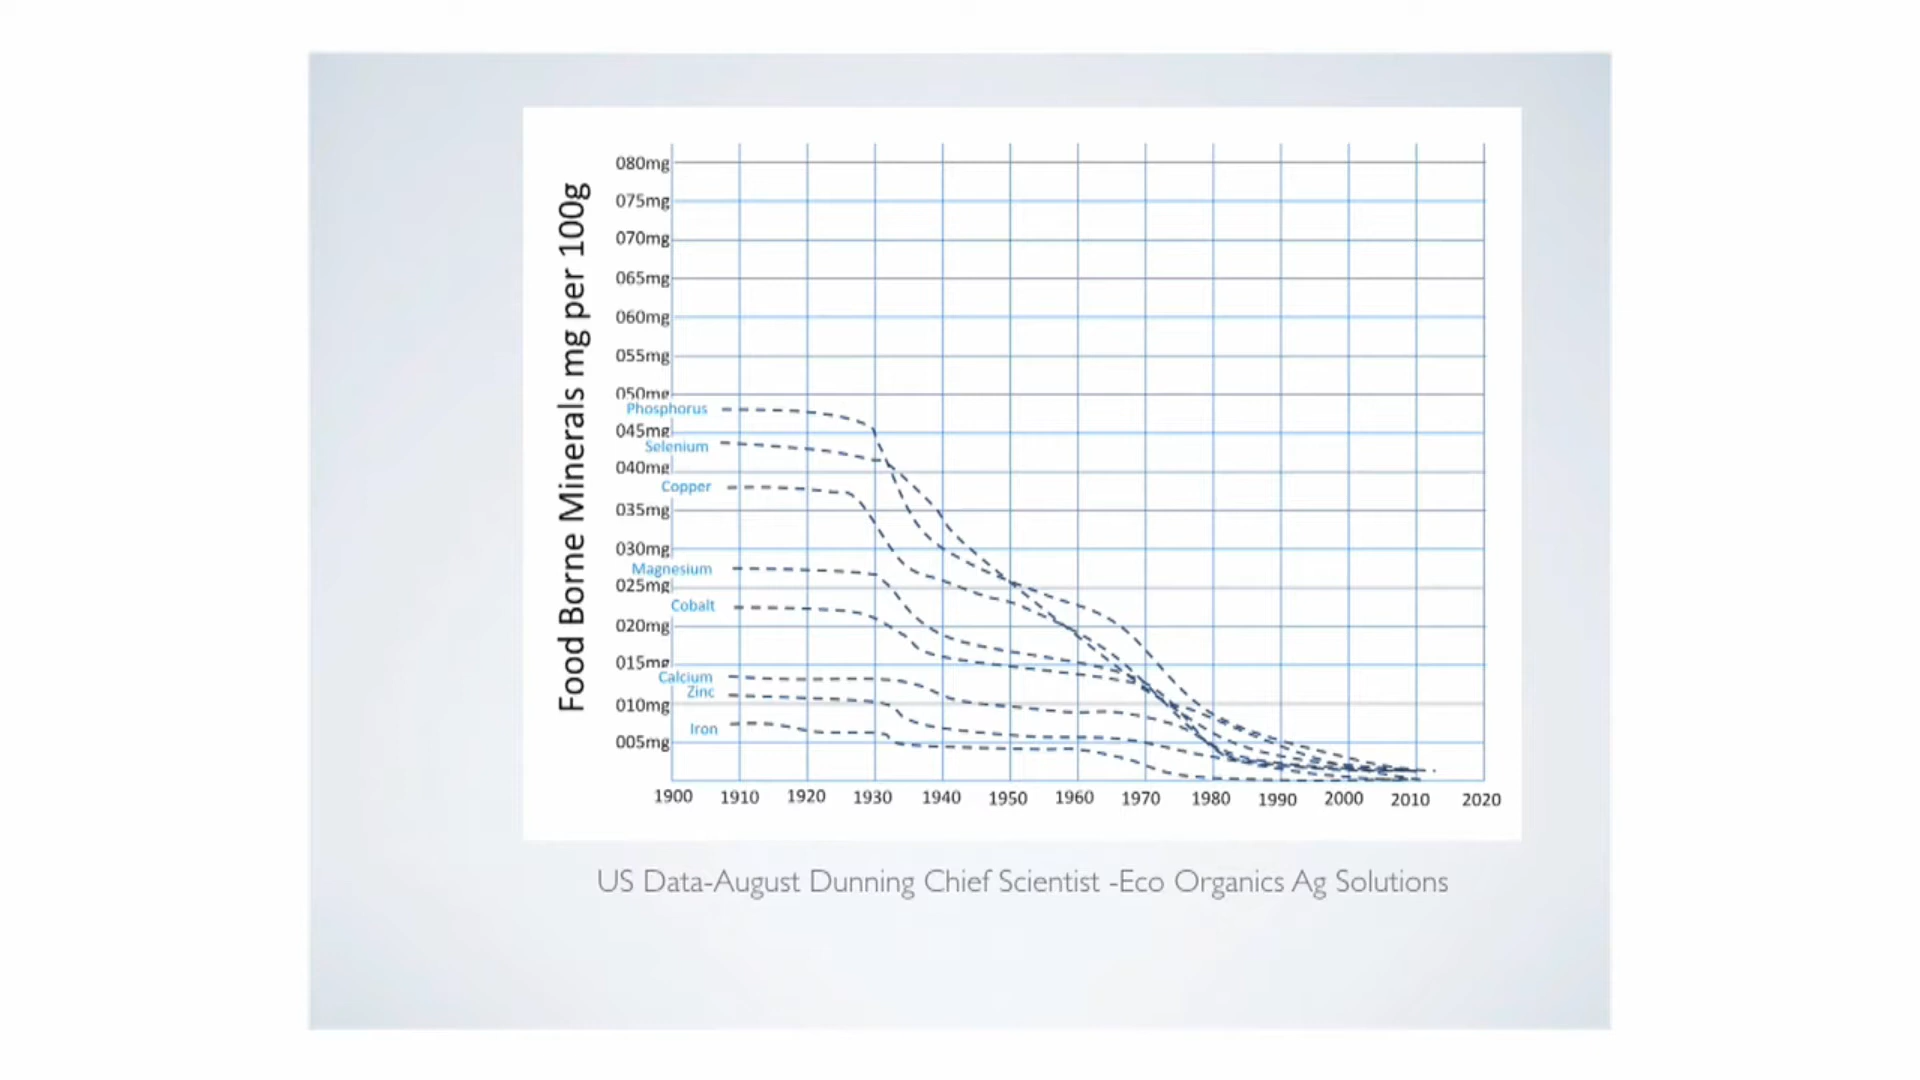 Food Borne Minerals mg per 100g
080mg
075mg
070mg
065mg
060mg
055mg
050mg
Phosphorus
045mg
Selenium
040mg
Copper
035mg
030mg
Magnesium
025mg
Cobalt
020mg
015mg
Calcium
Zinc
010mg
Iron
005mg
1900 1910 1920 1930 1940 1950 1960 1970 1980 1990 2000 2010 2020
US Data-August Dunning Chief Scientist -Eco Organics Ag Solutions